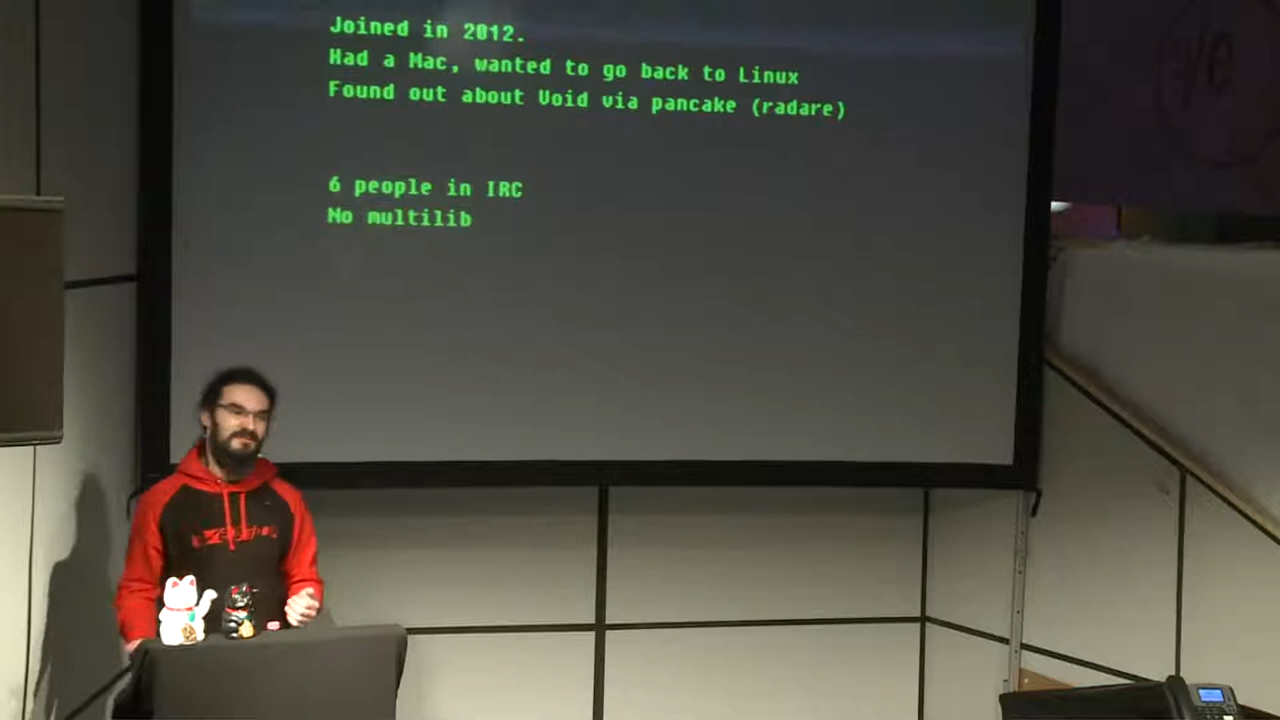 Joined in 2012.
Had a Mac, wanted to go back to Linux
Found out about Void via pancake (radare)
6 people in IRC
No multilib